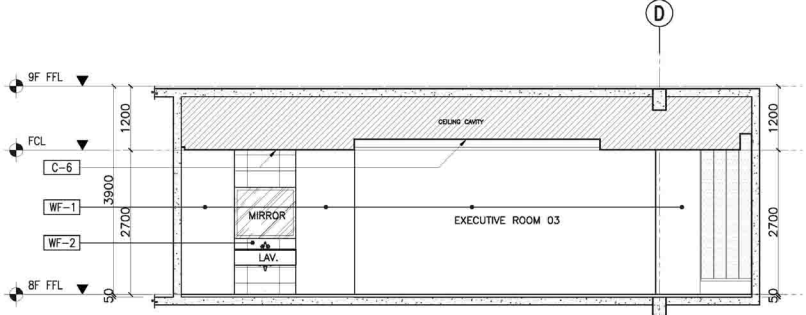 D
9F FFL
1200
1200
CEILING CAVITY
FCL
C-6
3900
WF-1
2700
MIRROR
EXECUTIVE ROOM 03
2700
WF-2
LAV.
8F FFL
50
50